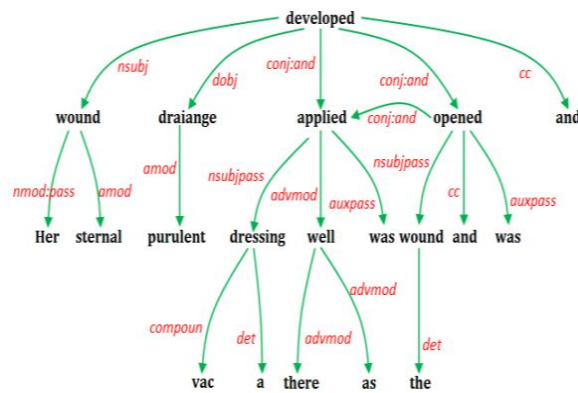 developed
nsubj dobj conj:and conj:and cc
wound draiange applied opened and
conj:and
nmod:pass amod amod nsubjpass advmod auxpass nsubjpass cc auxpass
Her sternal purulent dressing well was wound and was
compoun det advmod advmod det
vac a there as the